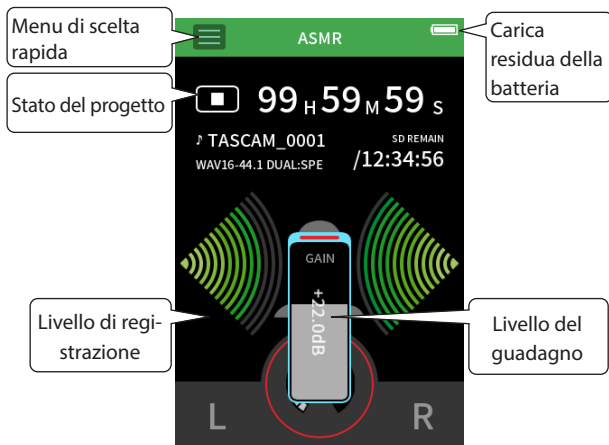 Menu di scelta
rapida
ASMR
Carica
residua della
batteria
Stato del progetto
99 H 59 M 59 S
♪ TASCAM_0001
SD REMAIN
WAV16-44.1 DUAL:SPE
/12:34:56
GAIN
+22.0dB
Livello di regi-
strazione
Livello del
guadagno
L
R